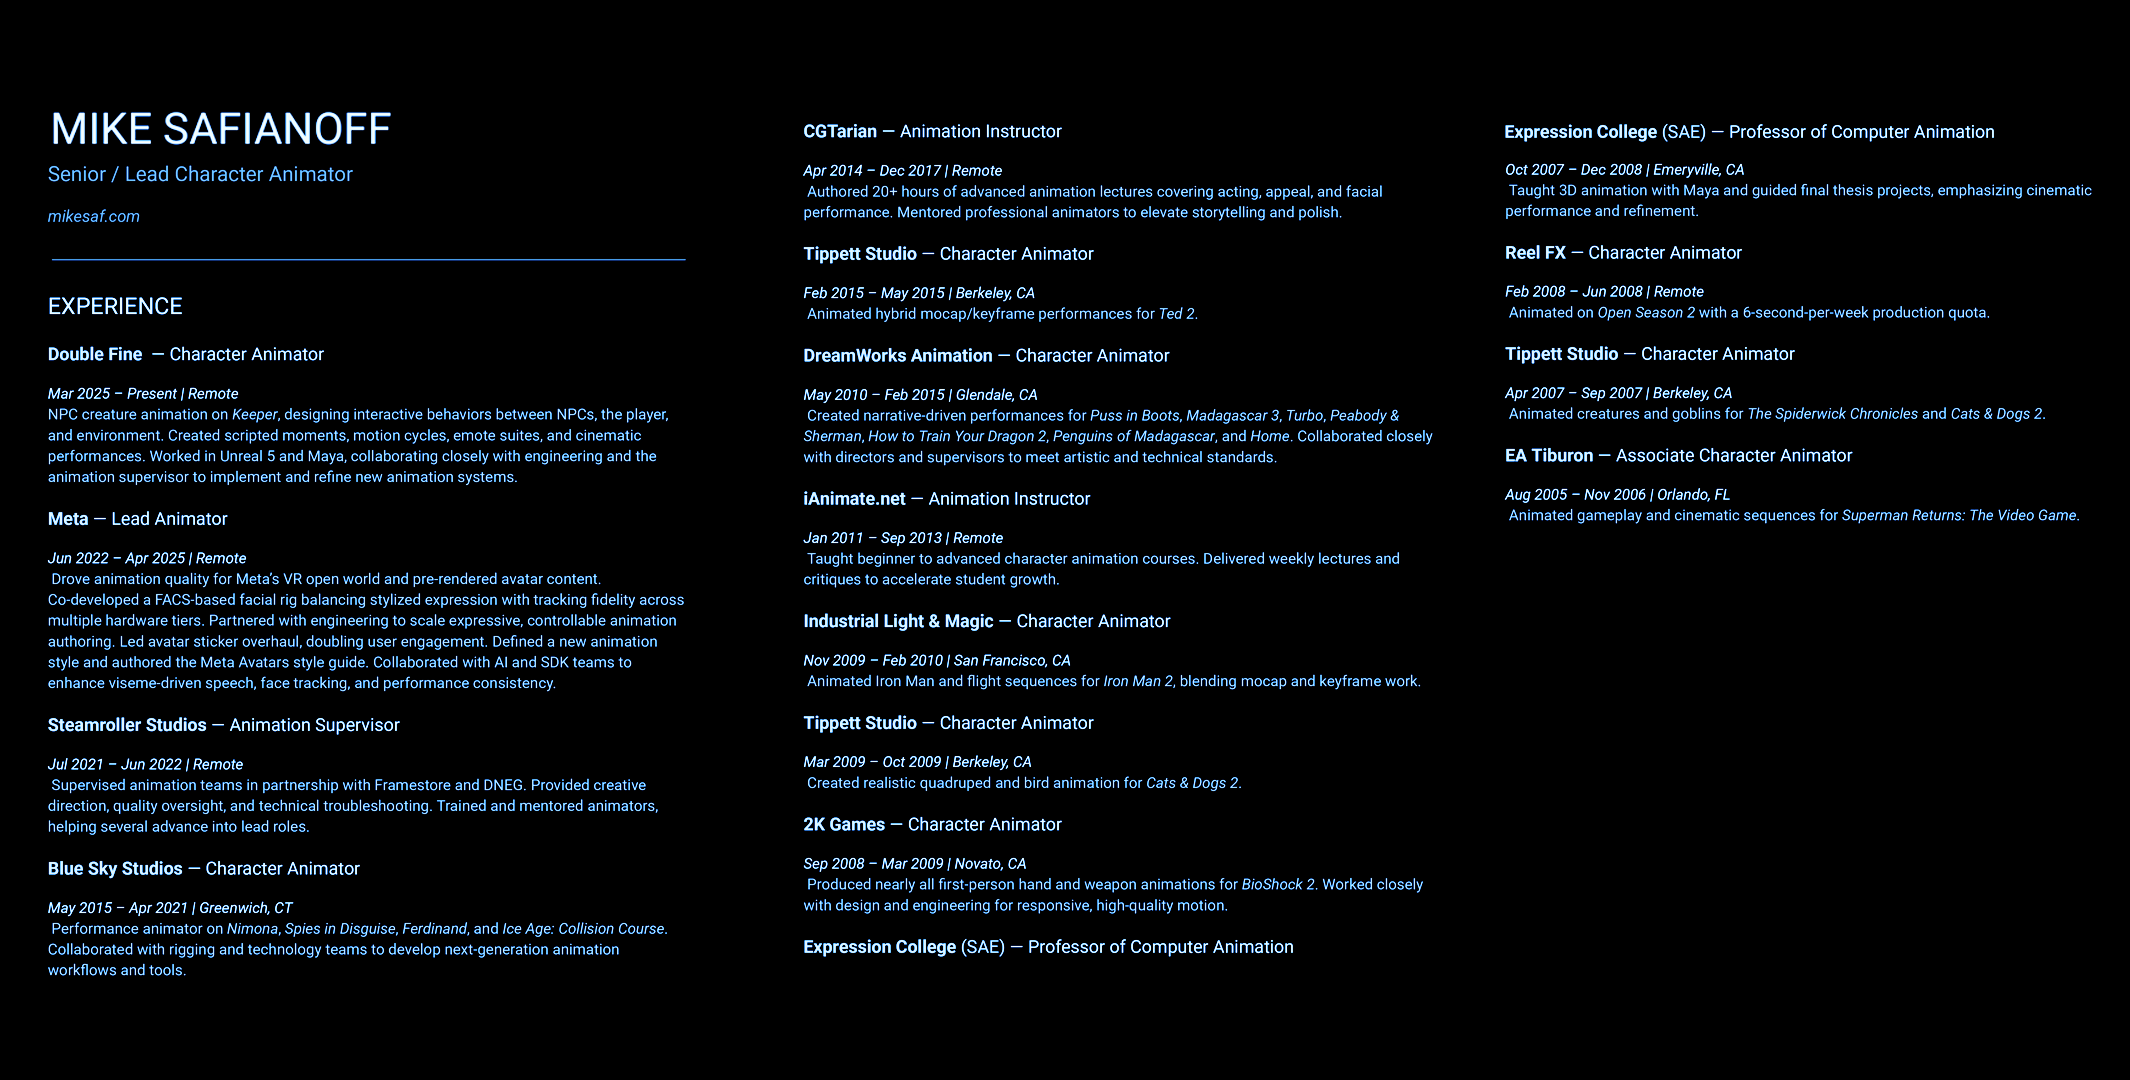 MIKE SAFIANOFF
Senior / Lead Character Animator
mikesaf.com
EXPERIENCE
Double Fine — Character Animator
Mar 2025 – Present | Remote
NPC creature animation on Keeper, designing interactive behaviors between NPCs, the player,
and environment. Created scripted moments, motion cycles, emote suites, and cinematic
performances. Worked in Unreal 5 and Maya, collaborating closely with engineering and the
animation supervisor to implement and refine new animation systems.
Meta — Lead Animator
Jun 2022 – Apr 2025 | Remote
Drove animation quality for Meta’s VR open world and pre-rendered avatar content.
Co-developed a FACS-based facial rig balancing stylized expression with tracking fidelity across
multiple hardware tiers. Partnered with engineering to scale expressive, controllable animation
authoring. Led avatar sticker overhaul, doubling user engagement. Defined a new animation
style and authored the Meta Avatars style guide. Collaborated with AI and SDK teams to
enhance viseme-driven speech, face tracking, and performance consistency.
Steamroller Studios — Animation Supervisor
Jul 2021 – Jun 2022 | Remote
Supervised animation teams in partnership with Framestore and DNEG. Provided creative
direction, quality oversight, and technical troubleshooting. Trained and mentored animators,
helping several advance into lead roles.
Blue Sky Studios — Character Animator
May 2015 – Apr 2021 | Greenwich, CT
Performance animator on Nimona, Spies in Disguise, Ferdinand, and Ice Age: Collision Course.
Collaborated with rigging and technology teams to develop next-generation animation
workflows and tools.
CGTarian — Animation Instructor
Apr 2014 – Dec 2017 | Remote
Authored 20+ hours of advanced animation lectures covering acting, appeal, and facial
performance. Mentored professional animators to elevate storytelling and polish.
Tippett Studio — Character Animator
Feb 2015 – May 2015 | Berkeley, CA
Animated hybrid mocap/keyframe performances for Ted 2.
DreamWorks Animation — Character Animator
May 2010 – Feb 2015 | Glendale, CA
Created narrative-driven performances for Puss in Boots, Madagascar 3, Turbo, Peabody &
Sherman, How to Train Your Dragon 2, Penguins of Madagascar, and Home. Collaborated closely
with directors and supervisors to meet artistic and technical standards.
iAnimate.net — Animation Instructor
Jan 2011 – Sep 2013 | Remote
Taught beginner to advanced character animation courses. Delivered weekly lectures and
critiques to accelerate student growth.
Industrial Light & Magic — Character Animator
Nov 2009 – Feb 2010 | San Francisco, CA
Animated Iron Man and flight sequences for Iron Man 2, blending mocap and keyframe work.
Tippett Studio — Character Animator
Mar 2009 – Oct 2009 | Berkeley, CA
Created realistic quadruped and bird animation for Cats & Dogs 2.
2K Games — Character Animator
Sep 2008 – Mar 2009 | Novato, CA
Produced nearly all first-person hand and weapon animations for BioShock 2. Worked closely
with design and engineering for responsive, high-quality motion.
Expression College (SAE) — Professor of Computer Animation
Expression College (SAE) — Professor of Computer Animation
Oct 2007 – Dec 2008 | Emeryville, CA
Taught 3D animation with Maya and guided final thesis projects, emphasizing cinematic
performance and refinement.
Reel FX — Character Animator
Feb 2008 – Jun 2008 | Remote
Animated on Open Season 2 with a 6-second-per-week production quota.
Tippett Studio — Character Animator
Apr 2007 – Sep 2007 | Berkeley, CA
Animated creatures and goblins for The Spiderwick Chronicles and Cats & Dogs 2.
EA Tiburon — Associate Character Animator
Aug 2005 – Nov 2006 | Orlando, FL
Animated gameplay and cinematic sequences for Superman Returns: The Video Game.